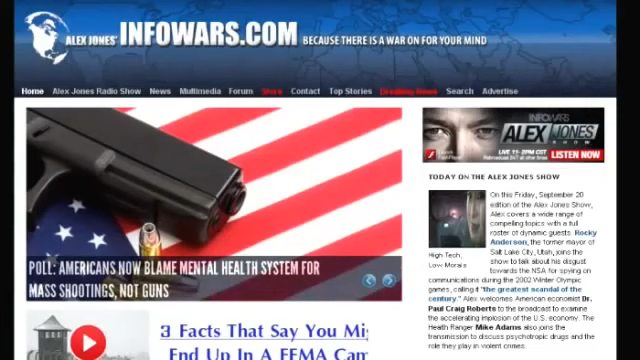 ALEX JONES' INFOWARS.COM BECAUSE THERE IS A WAR ON FOR YOUR MIND
Home Alex Jones Radio Show News Multimedia Forum Store Contact Top Stories Breaking News Search Advertise
INFOWARS
ALEX JONES
SHOW
LIVE 11-2PM CST
LISTEN NOW
TODAY ON THE ALEX JONES SHOW
On this Friday, September 20
edition of the Alex Jones Show,
Alex covers a wide range of
compelling topics with a full
roster of dynamic guests. Rocky
Anderson, the former mayor of
Salt Lake City, Utah, joins the
show to talk about his disgust
towards the NSA for spying on
High Tech,
Low Morals
communications during the 2002 Winter Olympic
games, calling it "the greatest scandal of the
century." Alex welcomes American economist Dr.
Paul Craig Roberts to the broadcast to examine
the accelerating implosion of the U.S. economy. The
Heath Ranger Mike Adams also joins the
transmission to discuss psychotropic drugs and the
role they play in violent crimes.
POLL: AMERICANS NOW BLAME MENTAL HEALTH SYSTEM FOR
MASS SHOOTINGS, NOT GUNS
3 Facts That Say You Mig
End Up In A FEMA Cam